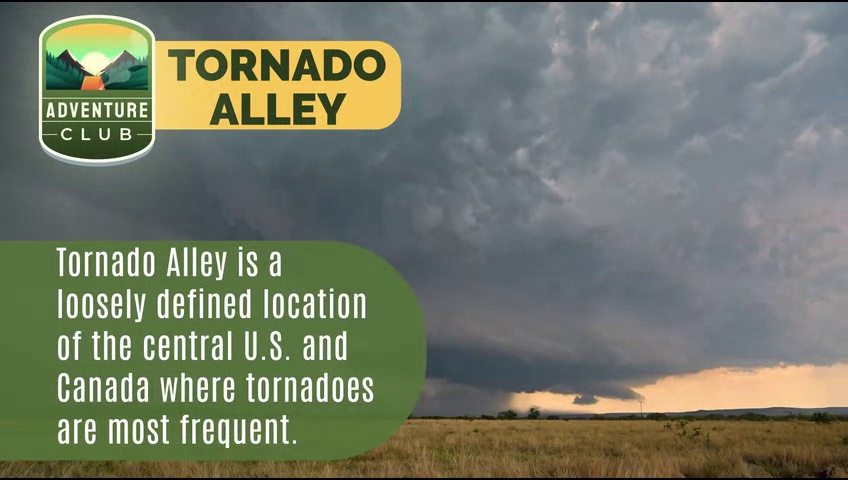 ADVENTURE
CLUB
TORNADO
ALLEY
Tornado Alley is a
loosely defined location
of the central U.S. and
Canada where tornadoes
are most frequent.